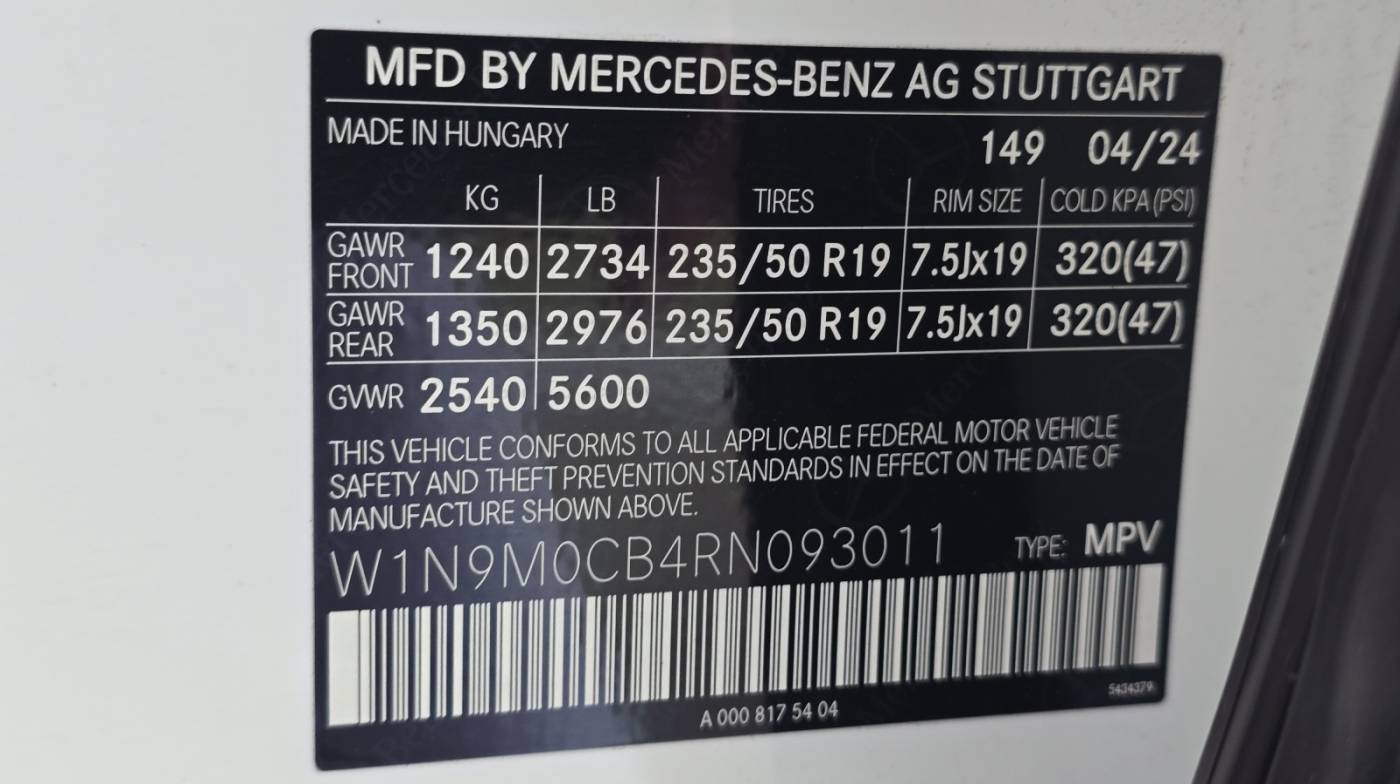 MFD BY MERCEDES-BENZ AG STUTTGART
MADE IN HUNGARY 149 04/24
KG LB TIRES RIM SIZE COLD KPA (PSI)
GAWR FRONT 1240 2734 235/50 R19 7.5Jx19 320(47)
GAWR REAR 1350 2976 235/50 R19 7.5Jx19 320(47)
GVWR 2540 5600
THIS VEHICLE CONFORMS TO ALL APPLICABLE FEDERAL MOTOR VEHICLE
SAFETY AND THEFT PREVENTION STANDARDS IN EFFECT ON THE DATE OF
MANUFACTURE SHOWN ABOVE.
W1N9M0CB4RN093011 TYPE: MPV
5434379
A 000 817 54 04